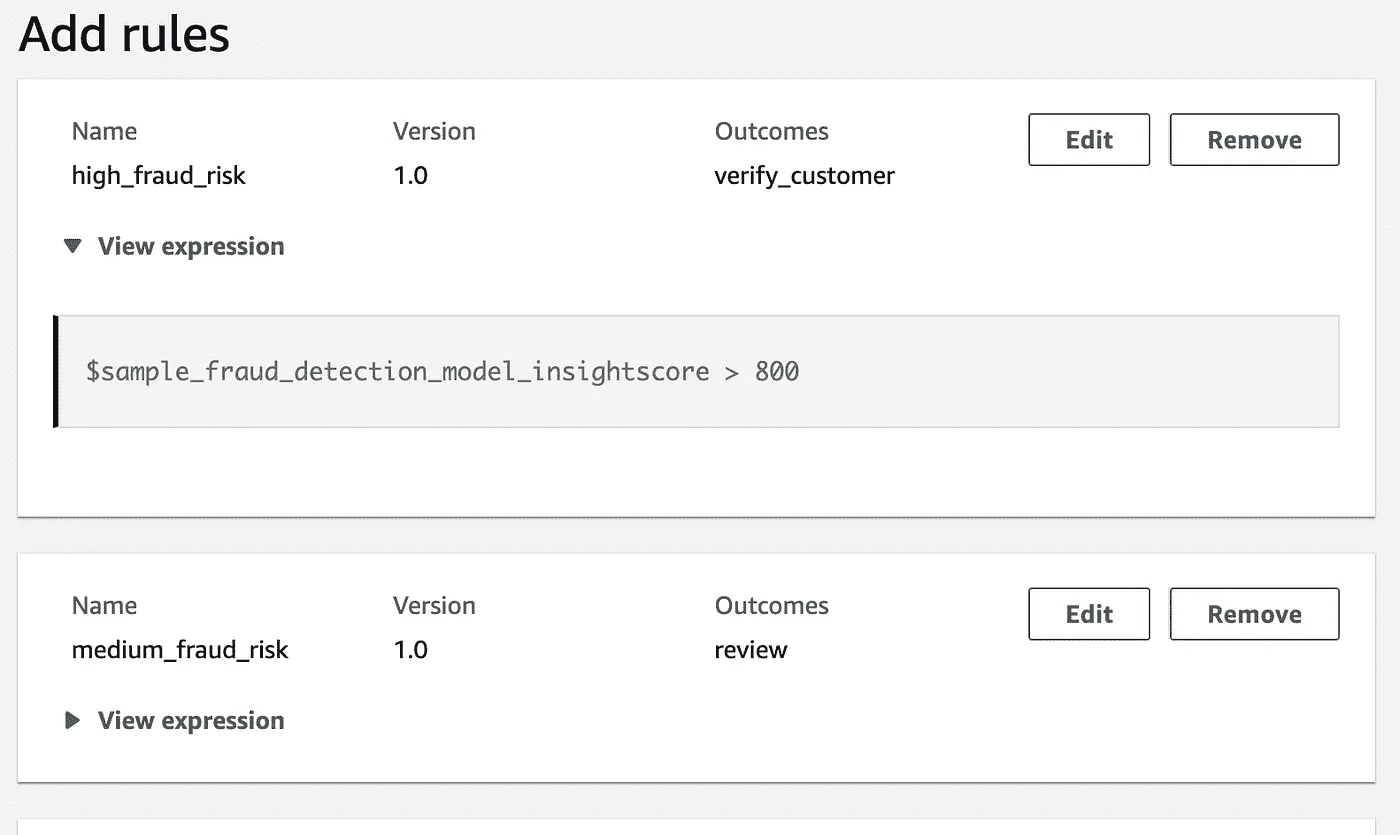 Add rules
Name Version Outcomes Edit Remove
high_fraud_risk 1.0 verify_customer
View expression
$sample_fraud_detection_model_insightscore > 800
Name Version Outcomes Edit Remove
medium_fraud_risk 1.0 review
View expression